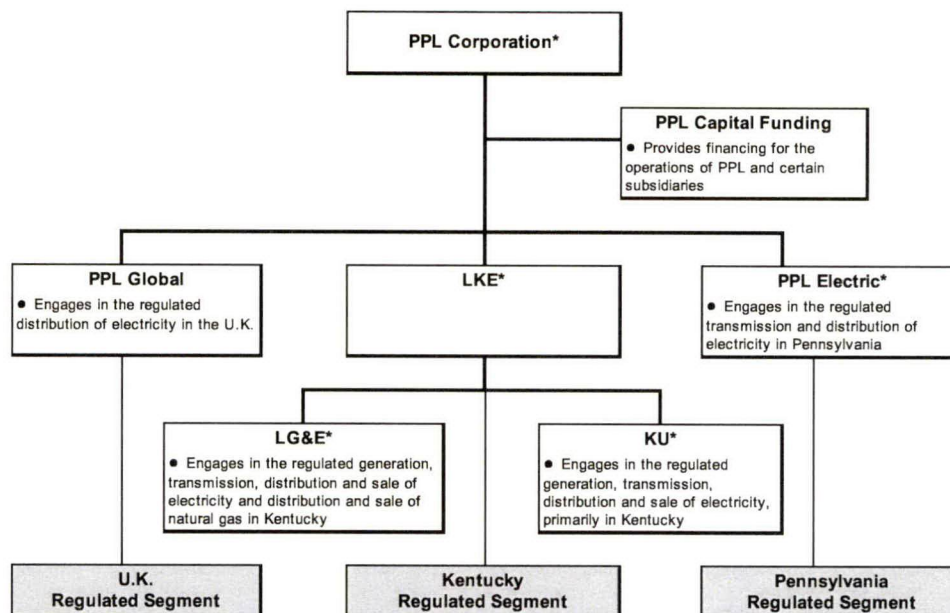 PPL Corporation*
PPL Capital Funding
● Provides financing for the
operations of PPL and certain
subsidiaries
PPL Global
● Engages in the regulated
distribution of electricity in the U.K.
LKE*
PPL Electric*
● Engages in the regulated
transmission and distribution of
electricity in Pennsylvania
LG&E*
● Engages in the regulated generation,
transmission, distribution and sale of
electricity and distribution and sale of
natural gas in Kentucky
KU*
● Engages in the regulated
generation, transmission,
distribution and sale of electricity,
primarily in Kentucky
U.K.
Regulated Segment
Kentucky
Regulated Segment
Pennsylvania
Regulated Segment